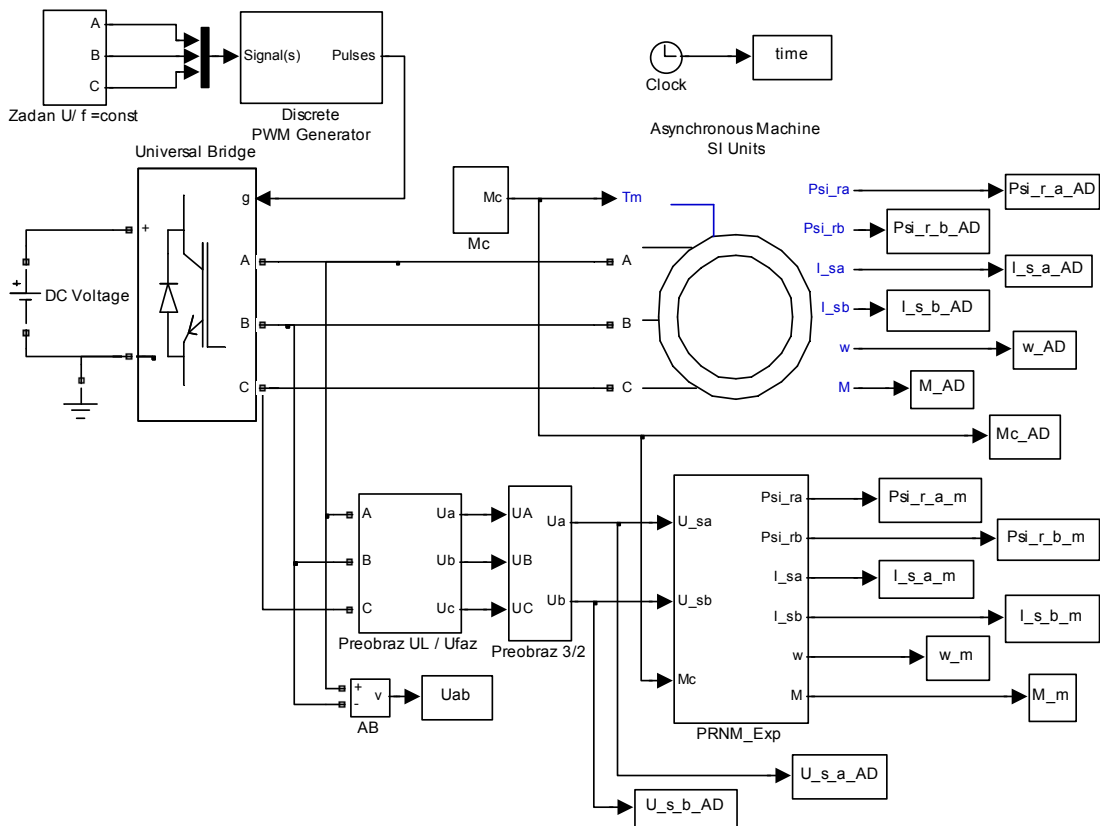 A
B
C
Zadan U/ f =const
Signal(s)
Pulses
Discrete
PWM Generator
Clock
time
Universal Bridge
g
+
A
B
C
+
DC Voltage
Mc
Mc
Asynchronous Machine
SI Units
Tm
A
B
C
Psi_ra
Psi_rb
I_sa
I_sb
w
M
Psi_r_a_AD
Psi_r_b_AD
I_s_a_AD
I_s_b_AD
w_AD
M_AD
Mc_AD
A
B
C
Ua
Ub
Uc
Preobraz UL / Ufaz
UA
UB
UC
Ua
Ub
Preobraz 3/2
U_sa
U_sb
Mc
Psi_ra
Psi_rb
I_sa
I_sb
w
M
PRNM_Exp
Psi_r_a_m
Psi_r_b_m
I_s_a_m
I_s_b_m
w_m
M_m
+
-
v
AB
Uab
U_s_a_AD
U_s_b_AD